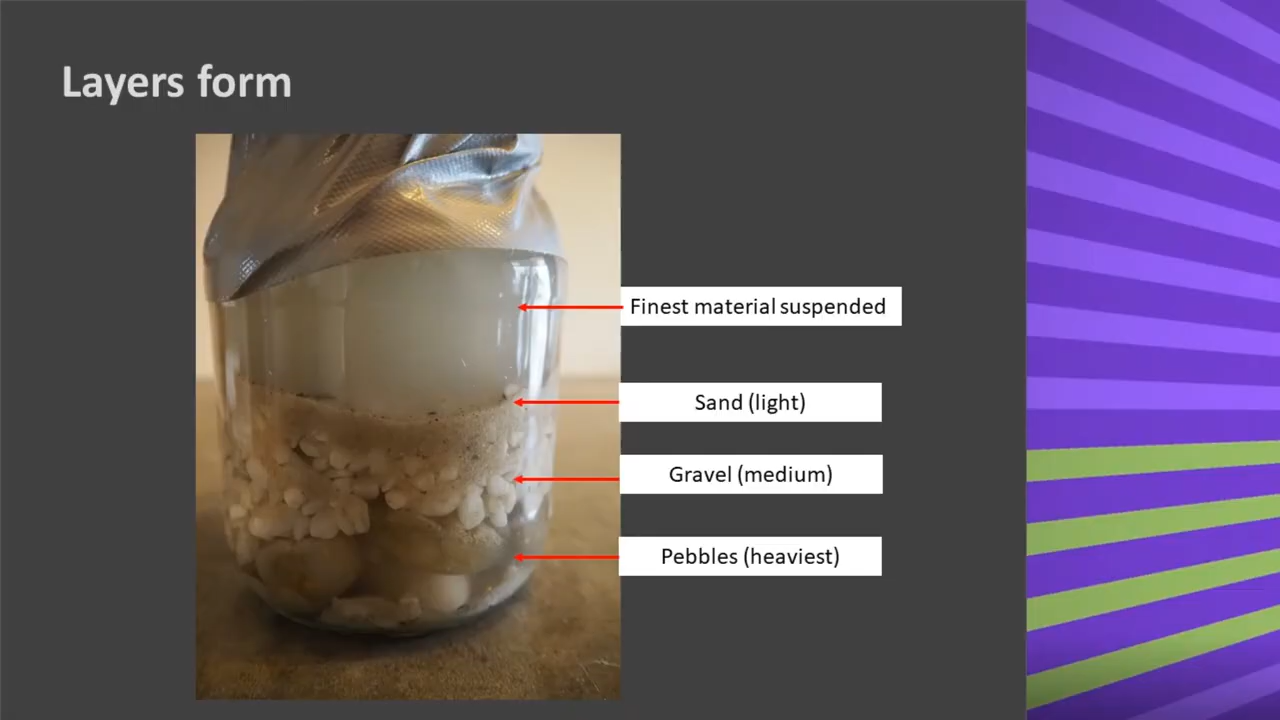 Layers form
Finest material suspended
Sand (light)
Gravel (medium)
Pebbles (heaviest)